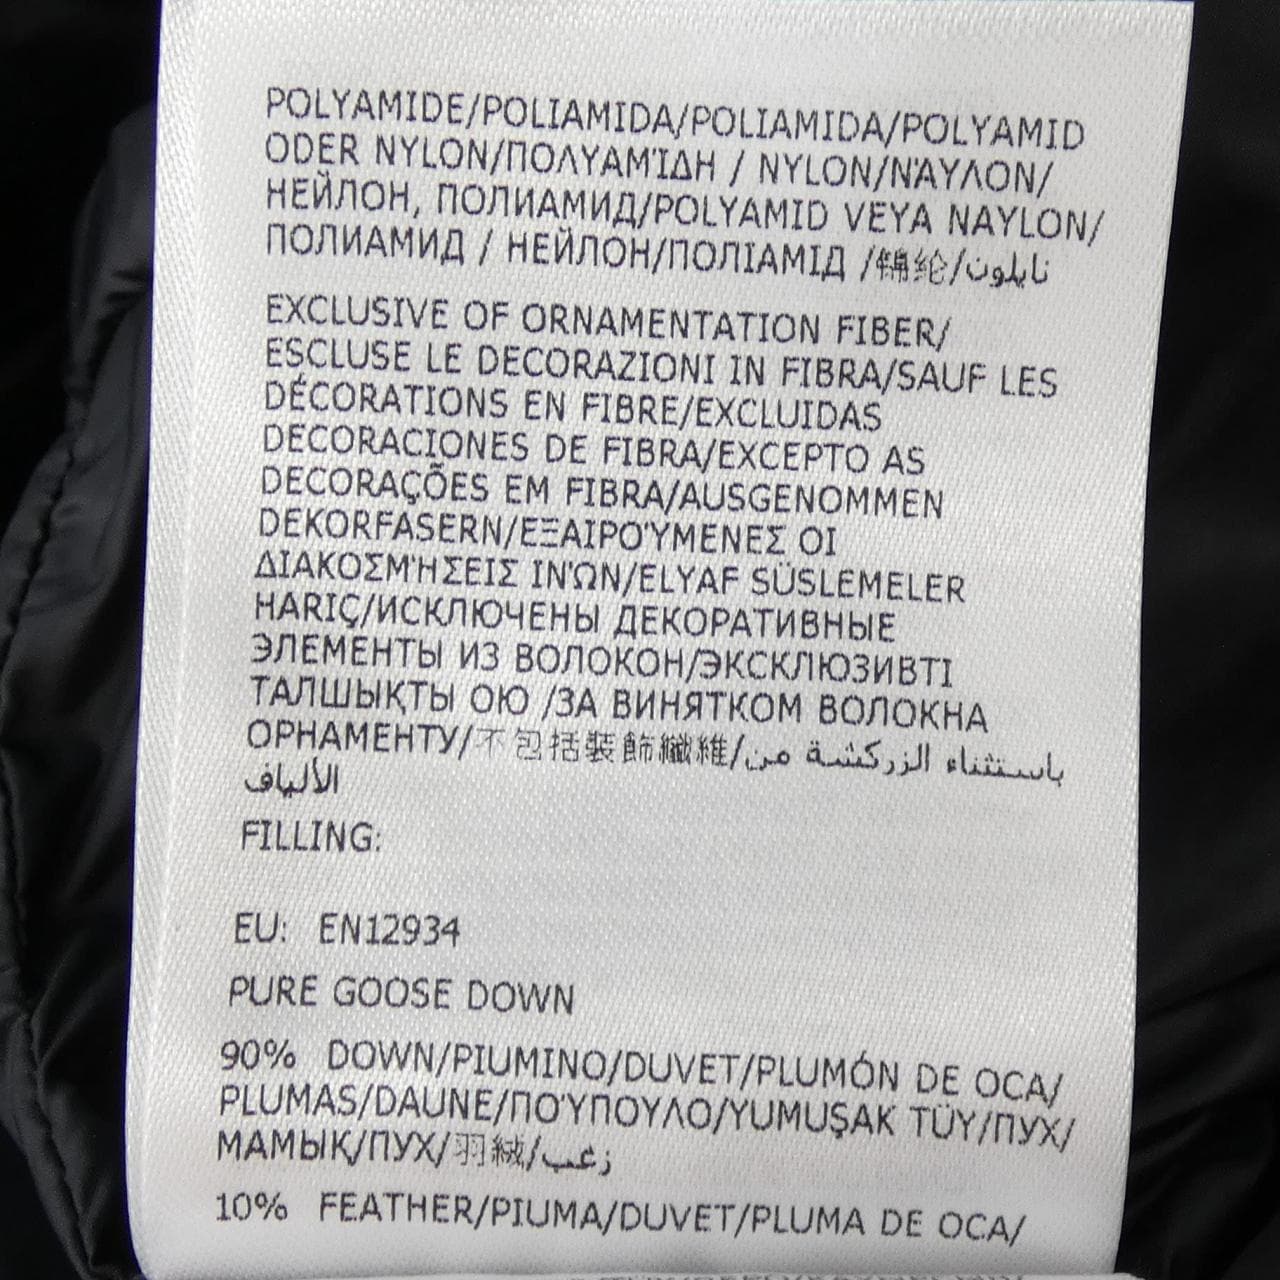 POLYAMIDE/POLIAMIDA/POLIAMIDA/POLYAMID
ODER NYLON/ΠΟΛΥΑΜΊΔΗ / NYLON/ΝΆΥΛΟΝ/
НЕЙЛОН, ПОЛИАМИД/POLYAMID VEYA NAYLON/
ПОЛИАМИД / НЕЙЛОН/ПОЛІАМІД /錦纶/نايلون
EXCLUSIVE OF ORNAMENTATION FIBER/
ESCLUSE LE DECORAZIONI IN FIBRA/SAUF LES
DÉCORATIONS EN FIBRE/EXCLUIDAS
DECORACIONES DE FIBRA/EXCEPTO AS
DECORAÇÕES EM FIBRA/AUSGENOMMEN
DEKORFASERN/ΕΞΑΙΡΟΎΜΕΝΕΣ ΟΙ
ΔΙΑΚΟΣΜΉΣΕΙΣ ΙΝΏΝ/ELYAF SÜSLEMELER
HARIÇ/ИСКЛЮЧЕНЫ ДЕКОРАТИВНЫЕ
ЭЛЕМЕНТЫ ИЗ ВОЛОКОН/ЭКСКЛЮЗИВТІ
ТАЛШЫҚТЫ ОЮ /ЗА ВИНЯТКОМ ВОЛОКНА
ОРНАМЕНТУ/不包括裝飾纖維/باستثناء الزركشة من
الألياف
FILLING:
EU: EN12934
PURE GOOSE DOWN
90% DOWN/PIUMINO/DUVET/PLUMÓN DE OCA/
PLUMAS/DAUNE/ΠΟΎΠΟΥΛΟ/YUMUŞAK TÜY/ПУХ/
МАМЫҚ/ПУХ/羽絨/زغب
10% FEATHER/PIUMA/DUVET/PLUMA DE OCA/